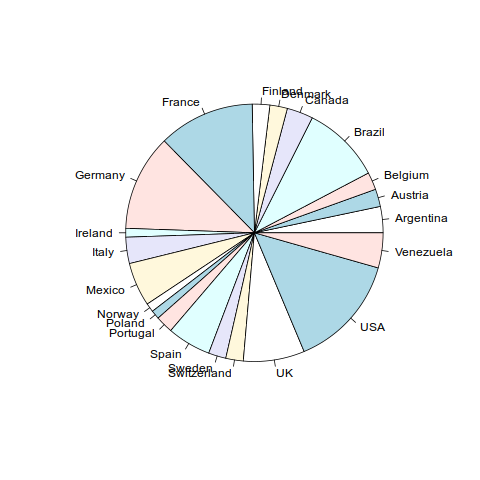 Finland
Denmark
Canada
France
Brazil
Germany
Belgium
Austria
Argentina
Ireland
Italy
Venezuela
Mexico
Norway
Poland
Portugal
USA
Spain
Sweden
Switzerland
UK